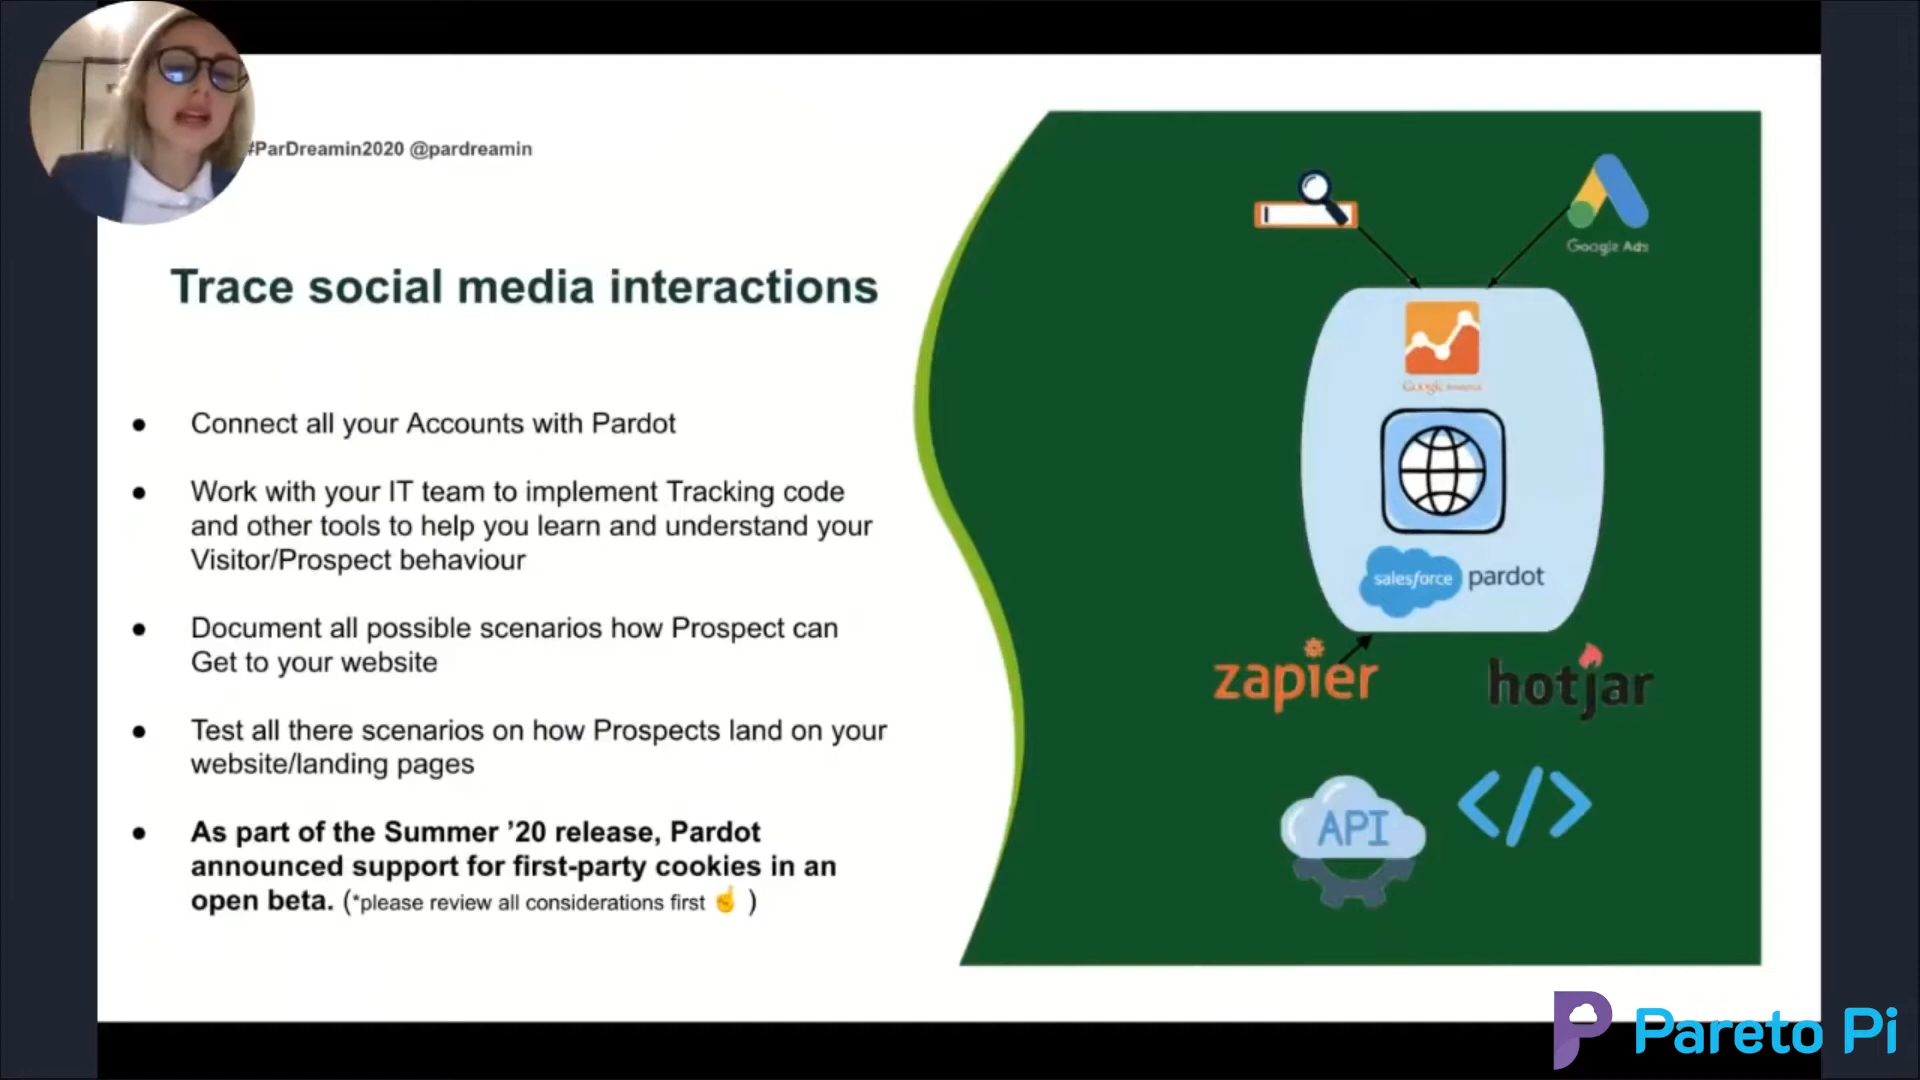 #ParDreamin2020 @pardreamin
Trace social media interactions
● Connect all your Accounts with Pardot
● Work with your IT team to implement Tracking code
and other tools to help you learn and understand your
Visitor/Prospect behaviour
● Document all possible scenarios how Prospect can
Get to your website
● Test all there scenarios on how Prospects land on your
website/landing pages
● As part of the Summer ’20 release, Pardot
announced support for first-party cookies in an
open beta. (*please review all considerations first ☝ )
Google Ads
Google Analytics
salesforce pardot
zapier
hotjar
API
</>
Pareto Pi